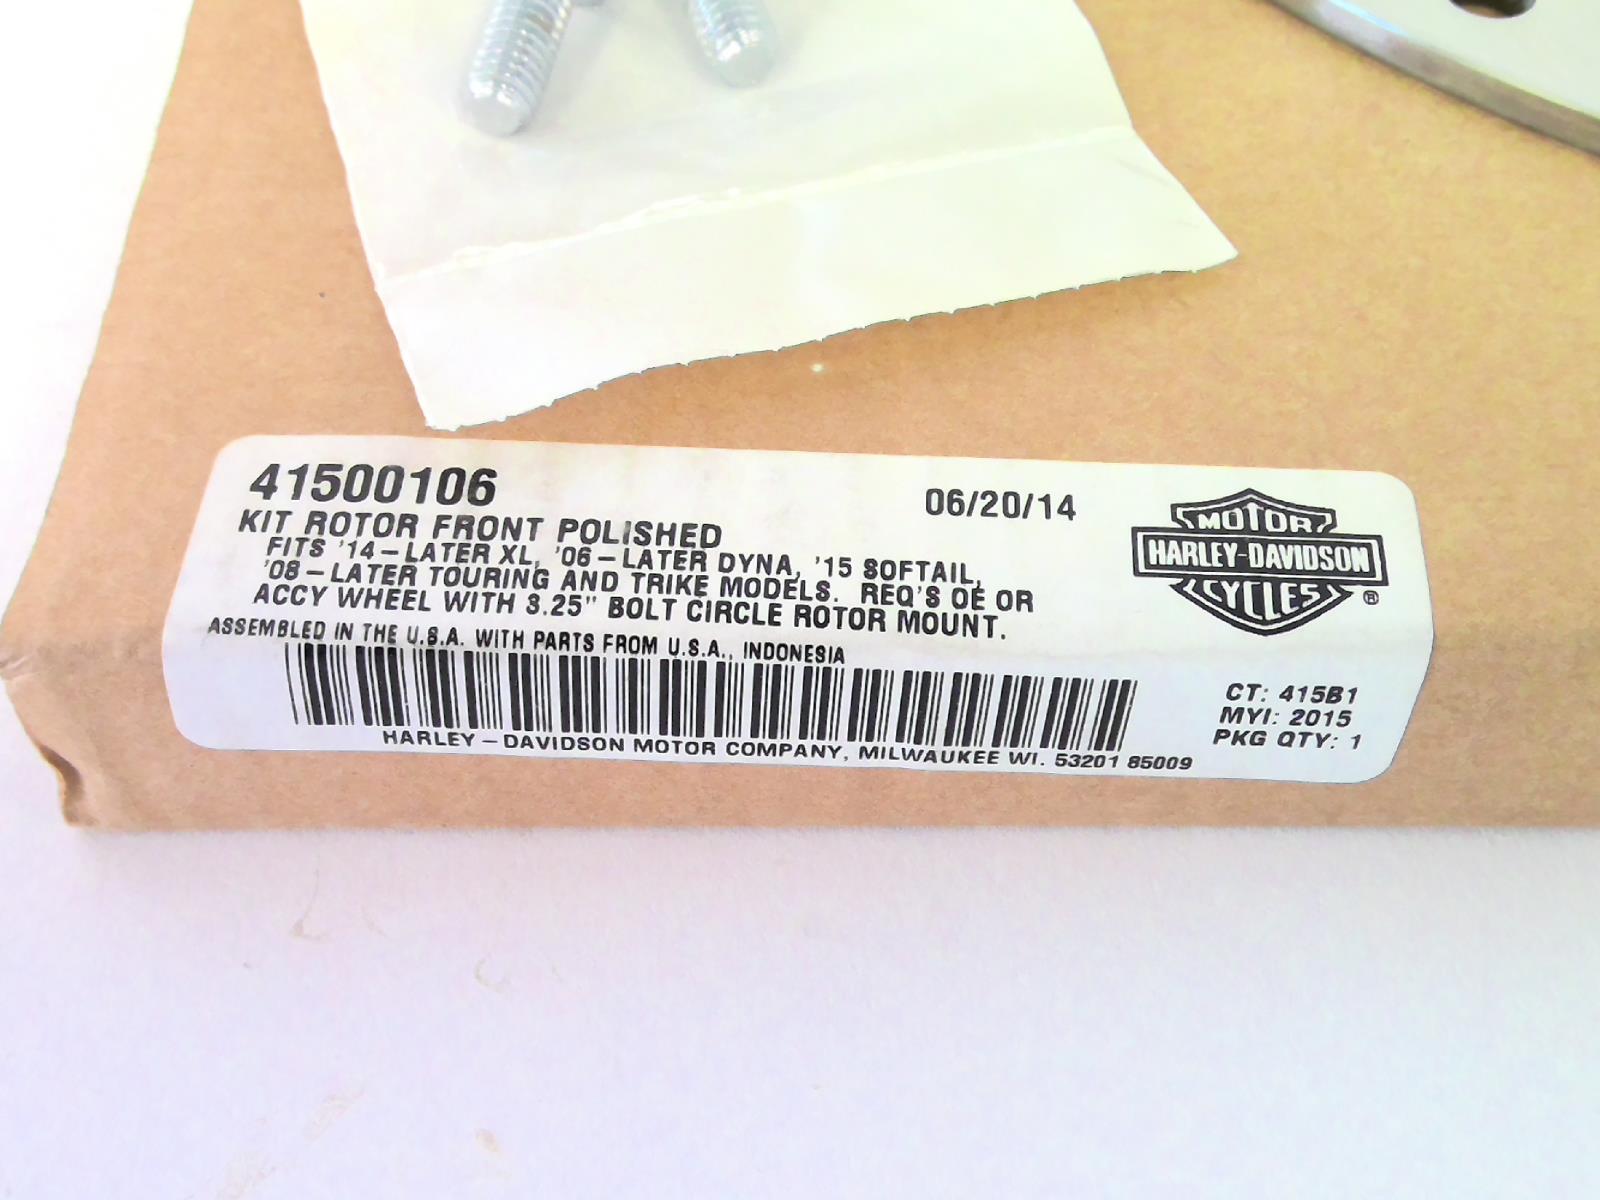 41500106
06/20/14
KIT ROTOR FRONT POLISHED
FITS '14-LATER XL, '06-LATER DYNA, '15 SOFTAIL,
'08-LATER TOURING AND TRIKE MODELS. REQ'S OE OR
ACCY WHEEL WITH 3.25" BOLT CIRCLE ROTOR MOUNT.
ASSEMBLED IN THE U.S.A. WITH PARTS FROM U.S.A., INDONESIA
HARLEY-DAVIDSON MOTOR COMPANY, MILWAUKEE WI. 53201 85009
MOTOR
HARLEY-DAVIDSON
CYCLES
®
CT: 415B1
MYI: 2015
PKG QTY: 1